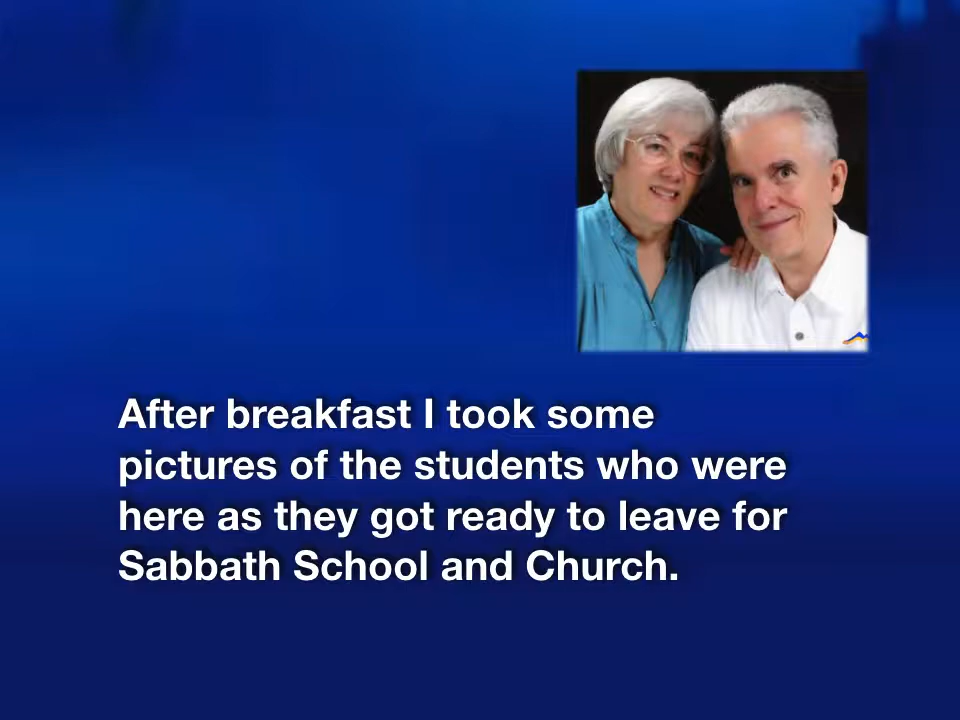 After breakfast I took some
pictures of the students who were
here as they got ready to leave for
Sabbath School and Church.